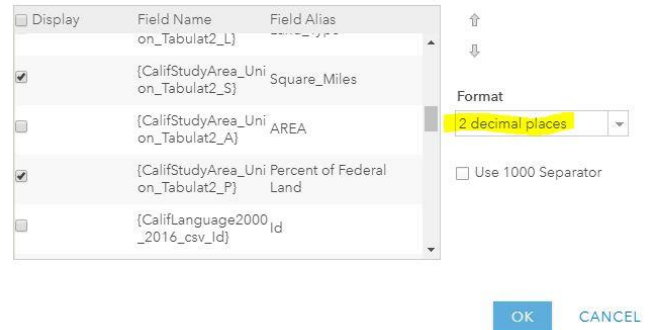 Display Field Name Field Alias
on_Tabulat2_L} Land_Type
{CalifStudyArea_Uni
on_Tabulat2_S} Square_Miles
{CalifStudyArea_Uni
on_Tabulat2_A} AREA
{CalifStudyArea_Uni Percent of Federal
on_Tabulat2_P} Land
{CalifLanguage2000
_2016_csv_Id} Id
Format
2 decimal places
Use 1000 Separator
OK CANCEL